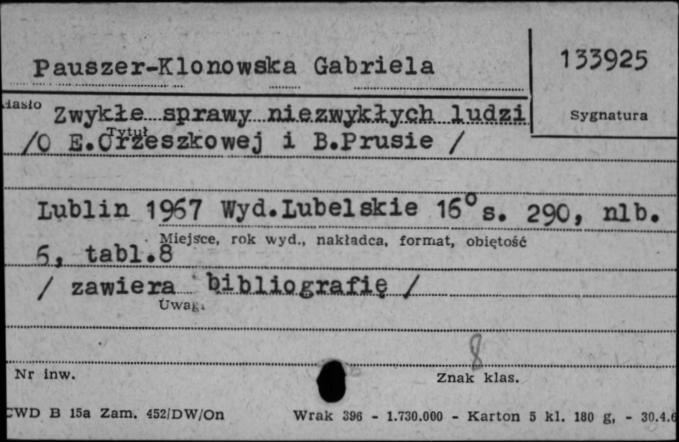 Pauszer-Klonowska Gabriela
133925
Hasło
Zwykłe sprawy niezwykłych ludzi
Sygnatura
Tytuł
/O E.Orzeszkowej i B.Prusie /
Lublin 1967 Wyd.Lubelskie 16° s. 290, nlb.
Miejsce, rok wyd., nakładca, format, objętość
6, tabl.8
/ zawiera bibliografię /
Uwagi
8
Nr inw.
Znak klas.
CWD B 15a Zam. 452/DW/On
Wrak 396 - 1.730.000 - Karton 5 kl. 180 g, - 30.4.6